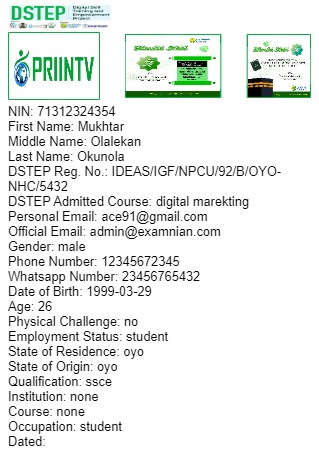 DSTEP Digital Skill
Training and
Empowerment
Project
PRIINTV
NIN: 71312324354
First Name: Mukhtar
Middle Name: Olalekan
Last Name: Okunola
DSTEP Reg. No.: IDEAS/IGF/NPCU/92/B/OYO-
NHC/5432
DSTEP Admitted Course: digital marekting
Personal Email: ace91@gmail.com
Official Email: admin@examnian.com
Gender: male
Phone Number: 12345672345
Whatsapp Number: 23456765432
Date of Birth: 1999-03-29
Age: 26
Physical Challenge: no
Employment Status: student
State of Residence: oyo
State of Origin: oyo
Qualification: ssce
Institution: none
Course: none
Occupation: student
Dated: